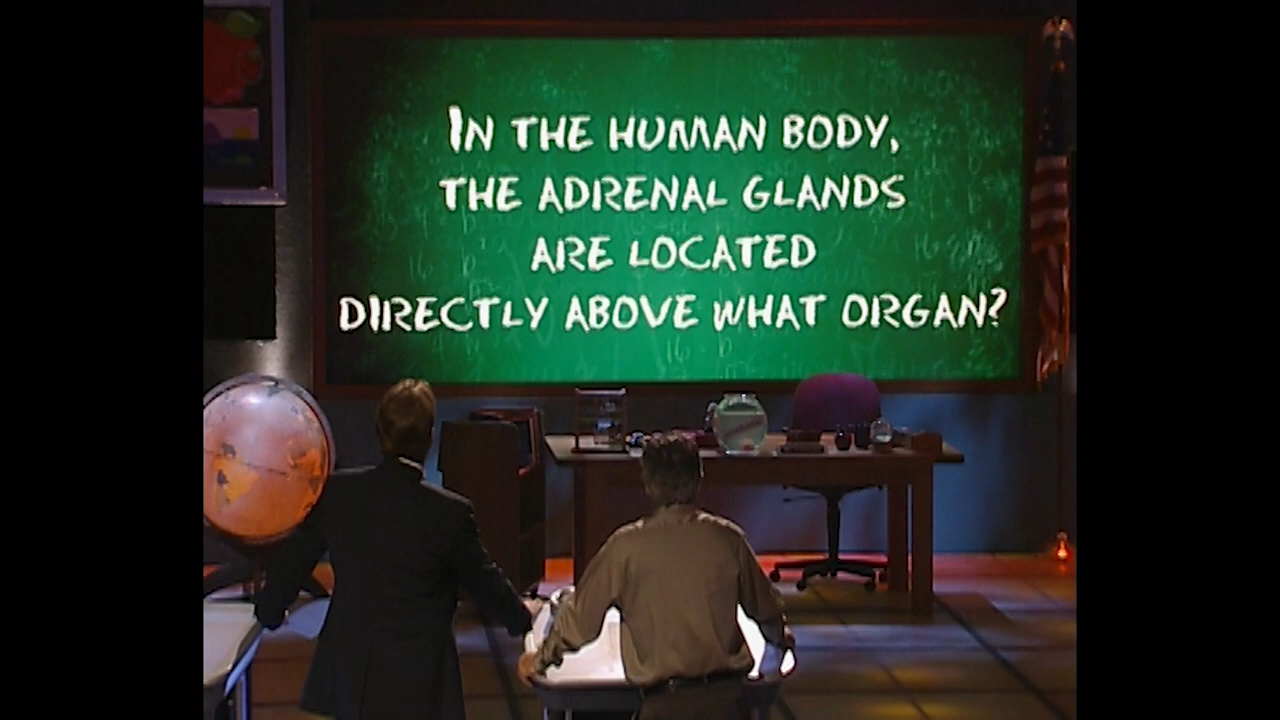 IN THE HUMAN BODY,
THE ADRENAL GLANDS
ARE LOCATED
DIRECTLY ABOVE WHAT ORGAN?